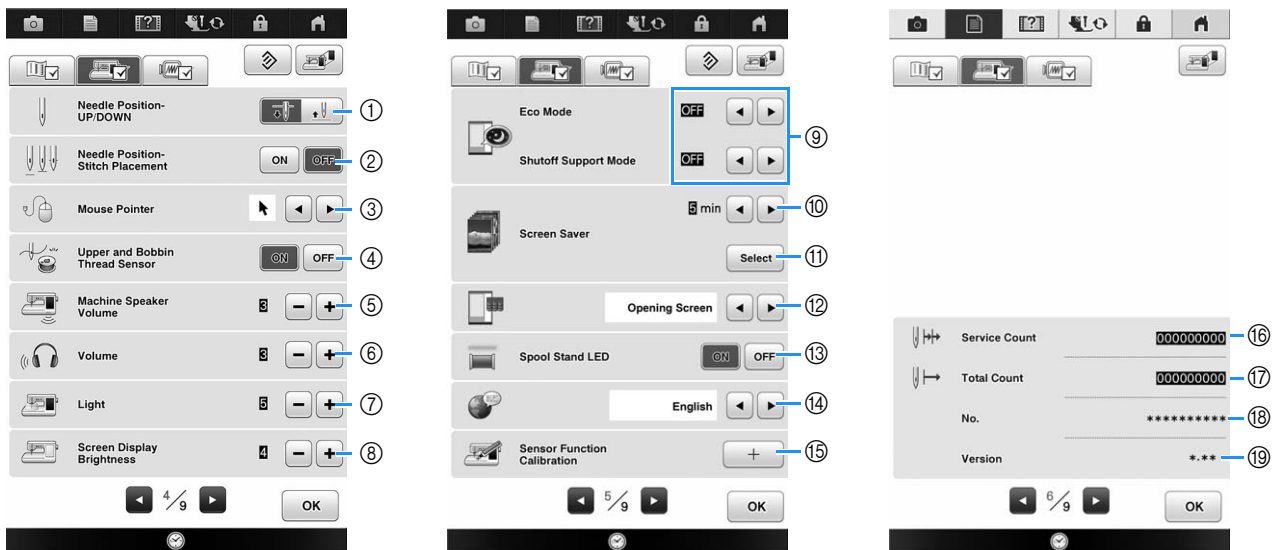 Needle Position-
UP/DOWN
①
Needle Position-
Stitch Placement
ON OFF
②
Mouse Pointer
③
Upper and Bobbin
Thread Sensor
ON OFF
④
Machine Speaker
Volume
3 − +
⑤
Volume
3 − +
⑥
Light
5 − +
⑦
Screen Display
Brightness
4 − +
⑧
4/9
OK
Eco Mode
OFF
Shutoff Support Mode
OFF
⑨
Screen Saver
5 min
⑩
Select
⑪
Opening Screen
⑫
Spool Stand LED
ON OFF
⑬
English
⑭
Sensor Function
Calibration
+
⑮
5/9
OK
Service Count
000000000
⑯
Total Count
000000000
⑰
No.
**********
⑱
Version
*.**
⑲
6/9
OK